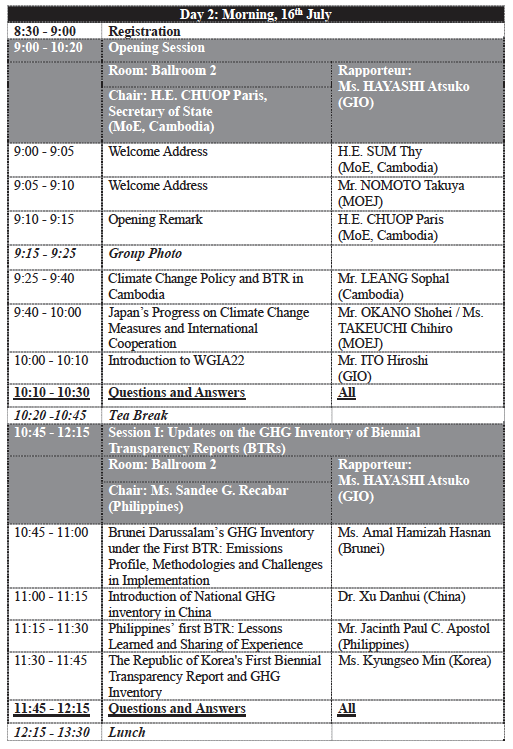 Day 2: Morning, 16th July
8:30 - 9:00 Registration
9:00 - 10:20 Opening Session
Room: Ballroom 2
Chair: H.E. CHUOP Paris,
Secretary of State
(MoE, Cambodia)
Rapporteur:
Ms. HAYASHI Atsuko
(GIO)
9:00 - 9:05 Welcome Address H.E. SUM Thy
(MoE, Cambodia)
9:05 - 9:10 Welcome Address Mr. NOMOTO Takuya
(MOEJ)
9:10 - 9:15 Opening Remark H.E. CHUOP Paris
(MoE, Cambodia)
9:15 - 9:25 Group Photo
9:25 - 9:40 Climate Change Policy and BTR in Mr. LEANG Sophal
Cambodia (Cambodia)
9:40 - 10:00 Japan's Progress on Climate Change Mr. OKANO Shohei / Ms.
Measures and International TAKEUCHI Chihiro
Cooperation (MOEJ)
10:00 - 10:10 Introduction to WGIA22 Mr. ITO Hiroshi
(GIO)
10:10 - 10:30 Questions and Answers All
10:20 -10:45 Tea Break
10:45 - 12:15 Session I: Updates on the GHG Inventory of Biennial
Transparency Reports (BTRs)
Room: Ballroom 2
Chair: Ms. Sandee G. Recabar
(Philippines)
Rapporteur:
Ms. HAYASHI Atsuko
(GIO)
10:45 - 11:00 Brunei Darussalam's GHG Inventory Ms. Amal Hamizah Hasnan
under the First BTR: Emissions (Brunei)
Profile, Methodologies and Challenges
in Implementation
11:00 - 11:15 Introduction of National GHG Dr. Xu Danhui (China)
inventory in China
11:15 - 11:30 Philippines' first BTR: Lessons Mr. Jacinth Paul C. Apostol
Learned and Sharing of Experience (Philippines)
11:30 - 11:45 The Republic of Korea's First Biennial Ms. Kyungseo Min (Korea)
Transparency Report and GHG
Inventory
11:45 - 12:15 Questions and Answers All
12:15 - 13:30 Lunch